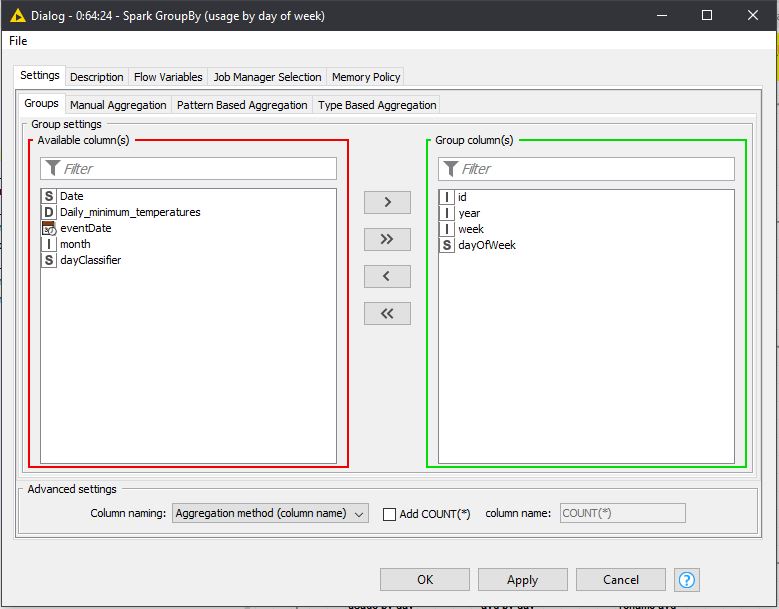 Dialog - 0:64:24 - Spark GroupBy (usage by day of week)
File
Settings Description Flow Variables Job Manager Selection Memory Policy
Groups Manual Aggregation Pattern Based Aggregation Type Based Aggregation
Group settings
Available column(s)
Filter
S Date
D Daily_minimum_temperatures
eventDate
I month
S dayClassifier
>
>>
<
<<
Group column(s)
Filter
I id
I year
I week
S dayOfWeek
Advanced settings
Column naming: Aggregation method (column name) Add COUNT(*) column name: COUNT(*)
OK Apply Cancel ?